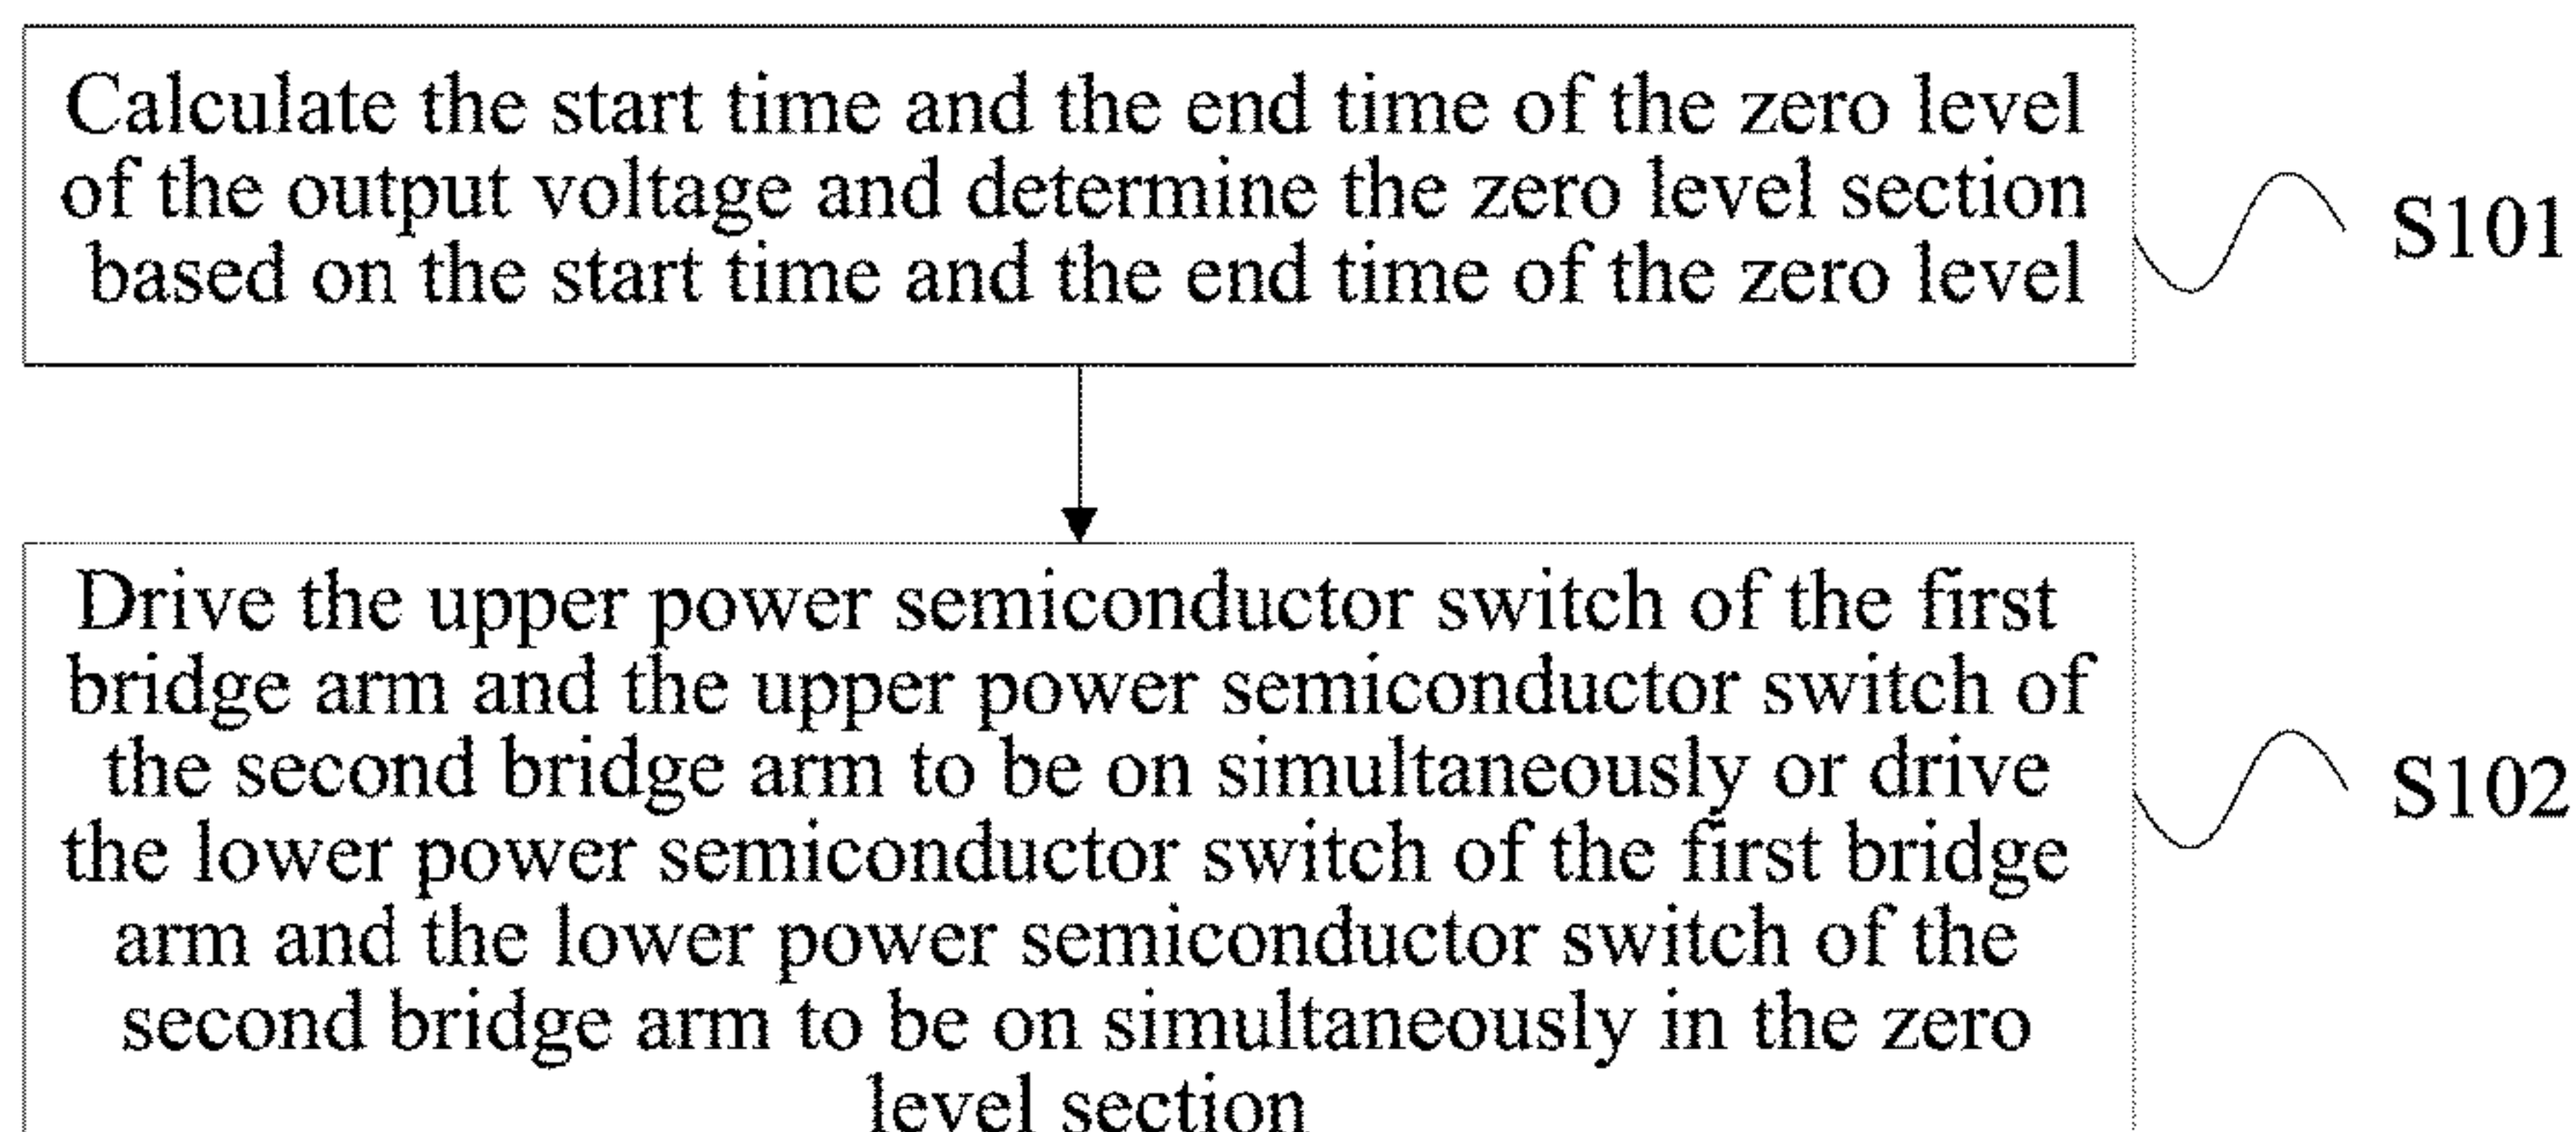 Calculate the start time and the end time of the zero level
of the output voltage and determine the zero level section
based on the start time and the end time of the zero level
S101
Drive the upper power semiconductor switch of the first
bridge arm and the upper power semiconductor switch of
the second bridge arm to be on simultaneously or drive
the lower power semiconductor switch of the first bridge
arm and the lower power semiconductor switch of the
second bridge arm to be on simultaneously in the zero
level section
S102